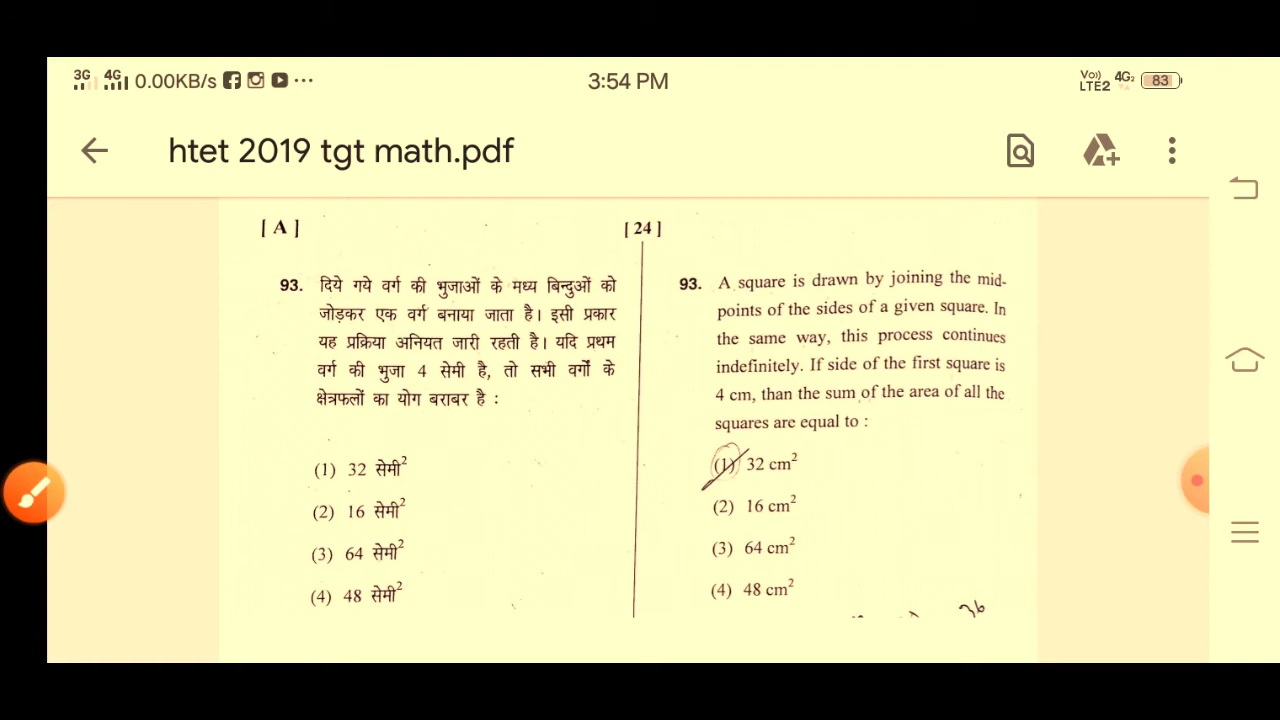 3G 4G 0.00KB/s ... 3:54 PM Vo) LTE2 4G2 83
htet 2019 tgt math.pdf
[ A ] [ 24 ]
93. दिये गये वर्ग की भुजाओं के मध्य बिन्दुओं को
जोड़कर एक वर्ग बनाया जाता है। इसी प्रकार
यह प्रक्रिया अनियत जारी रहती है। यदि प्रथम
वर्ग की भुजा 4 सेमी है, तो सभी वर्गों के
क्षेत्रफलों का योग बराबर है :
(1) 32 सेमी²
(2) 16 सेमी²
(3) 64 सेमी²
(4) 48 सेमी²
93. A square is drawn by joining the mid-
points of the sides of a given square. In
the same way, this process continues
indefinitely. If side of the first square is
4 cm, than the sum of the area of all the
squares are equal to :
(1) 32 cm²
(2) 16 cm²
(3) 64 cm²
(4) 48 cm²